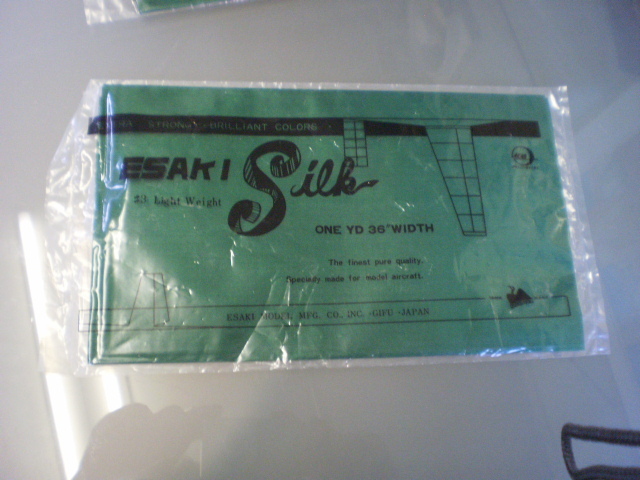 STRONG · BRILLIANT COLORS
ESAKI Silk
Light Weight
ONE YD 36"WIDTH
The finest pure quality.
Specially made for model aircraft.
ESAKI MODEL MFG. CO., INC. -GIFU -JAPAN